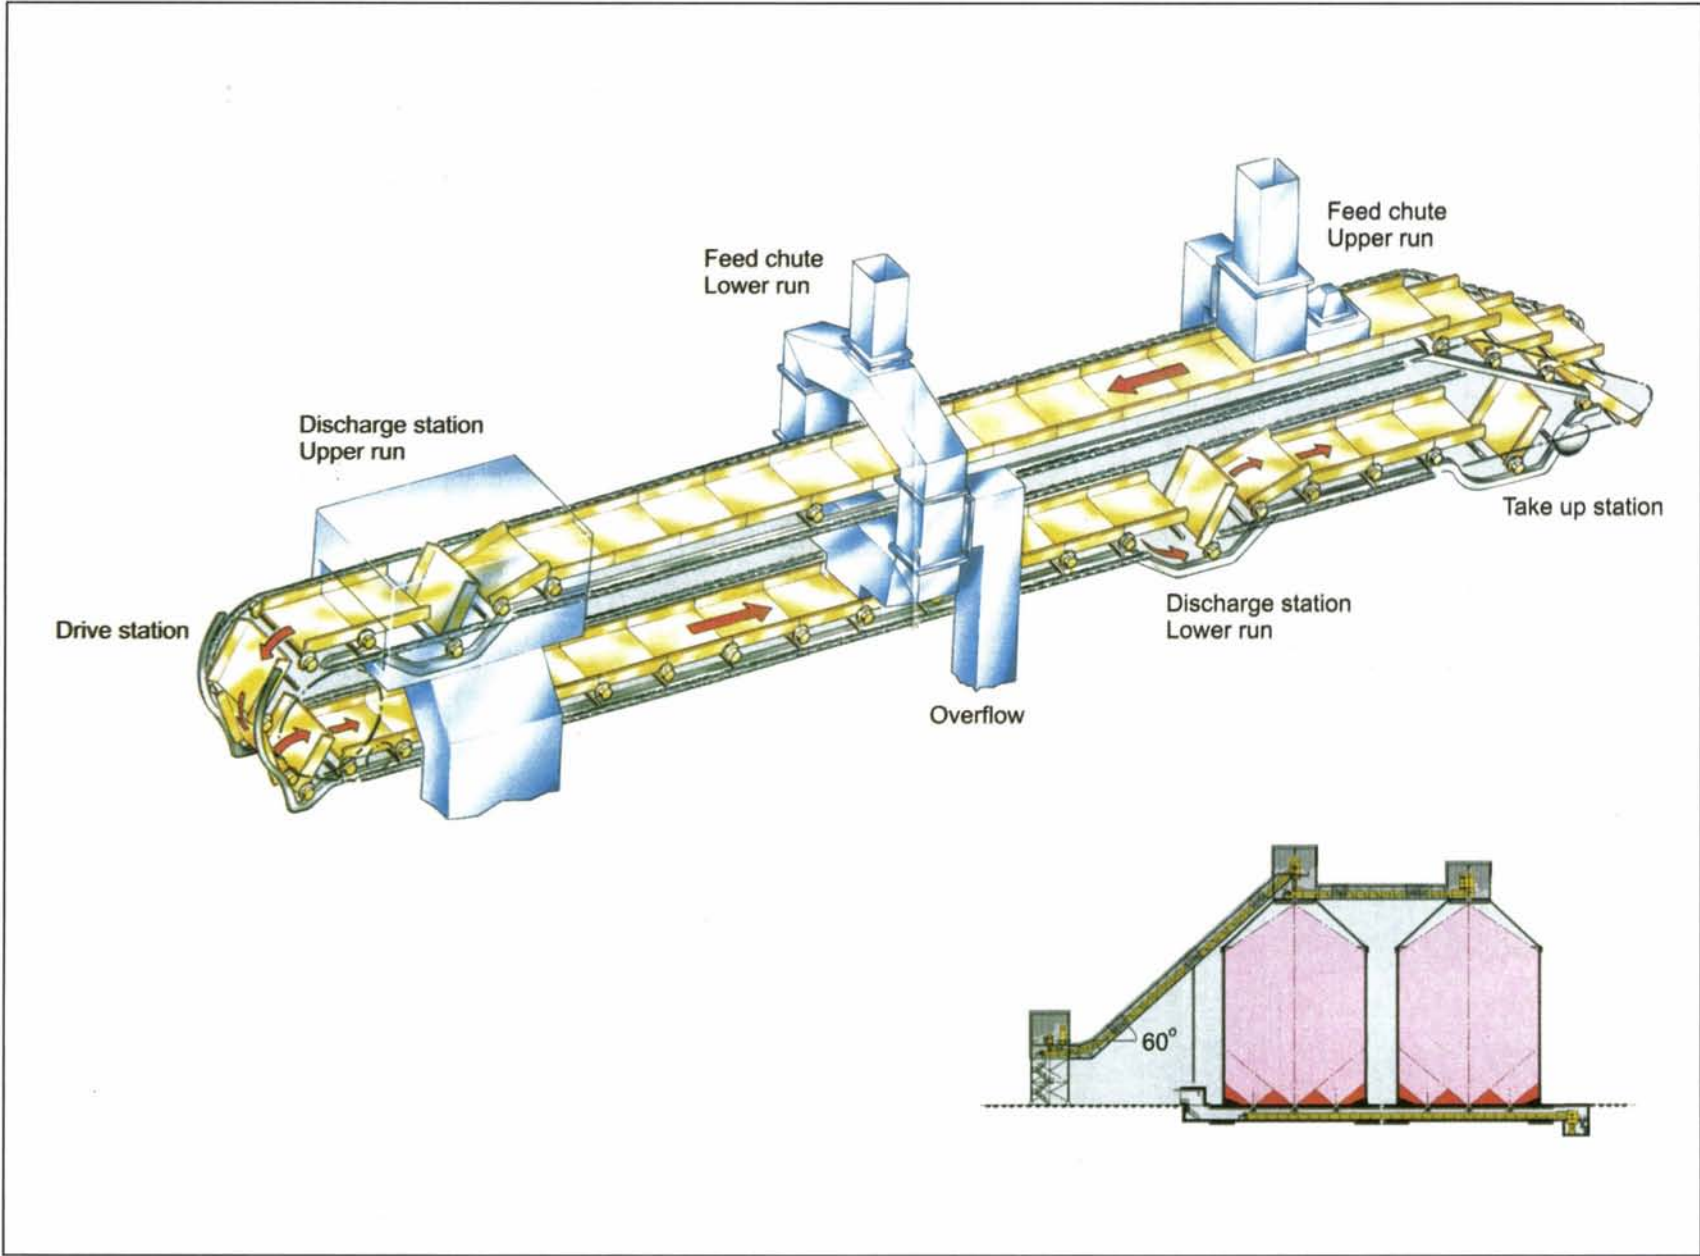 Feed chute
Upper run
Feed chute
Lower run
Discharge station
Upper run
Take up station
Discharge station
Lower run
Drive station
Overflow
60°